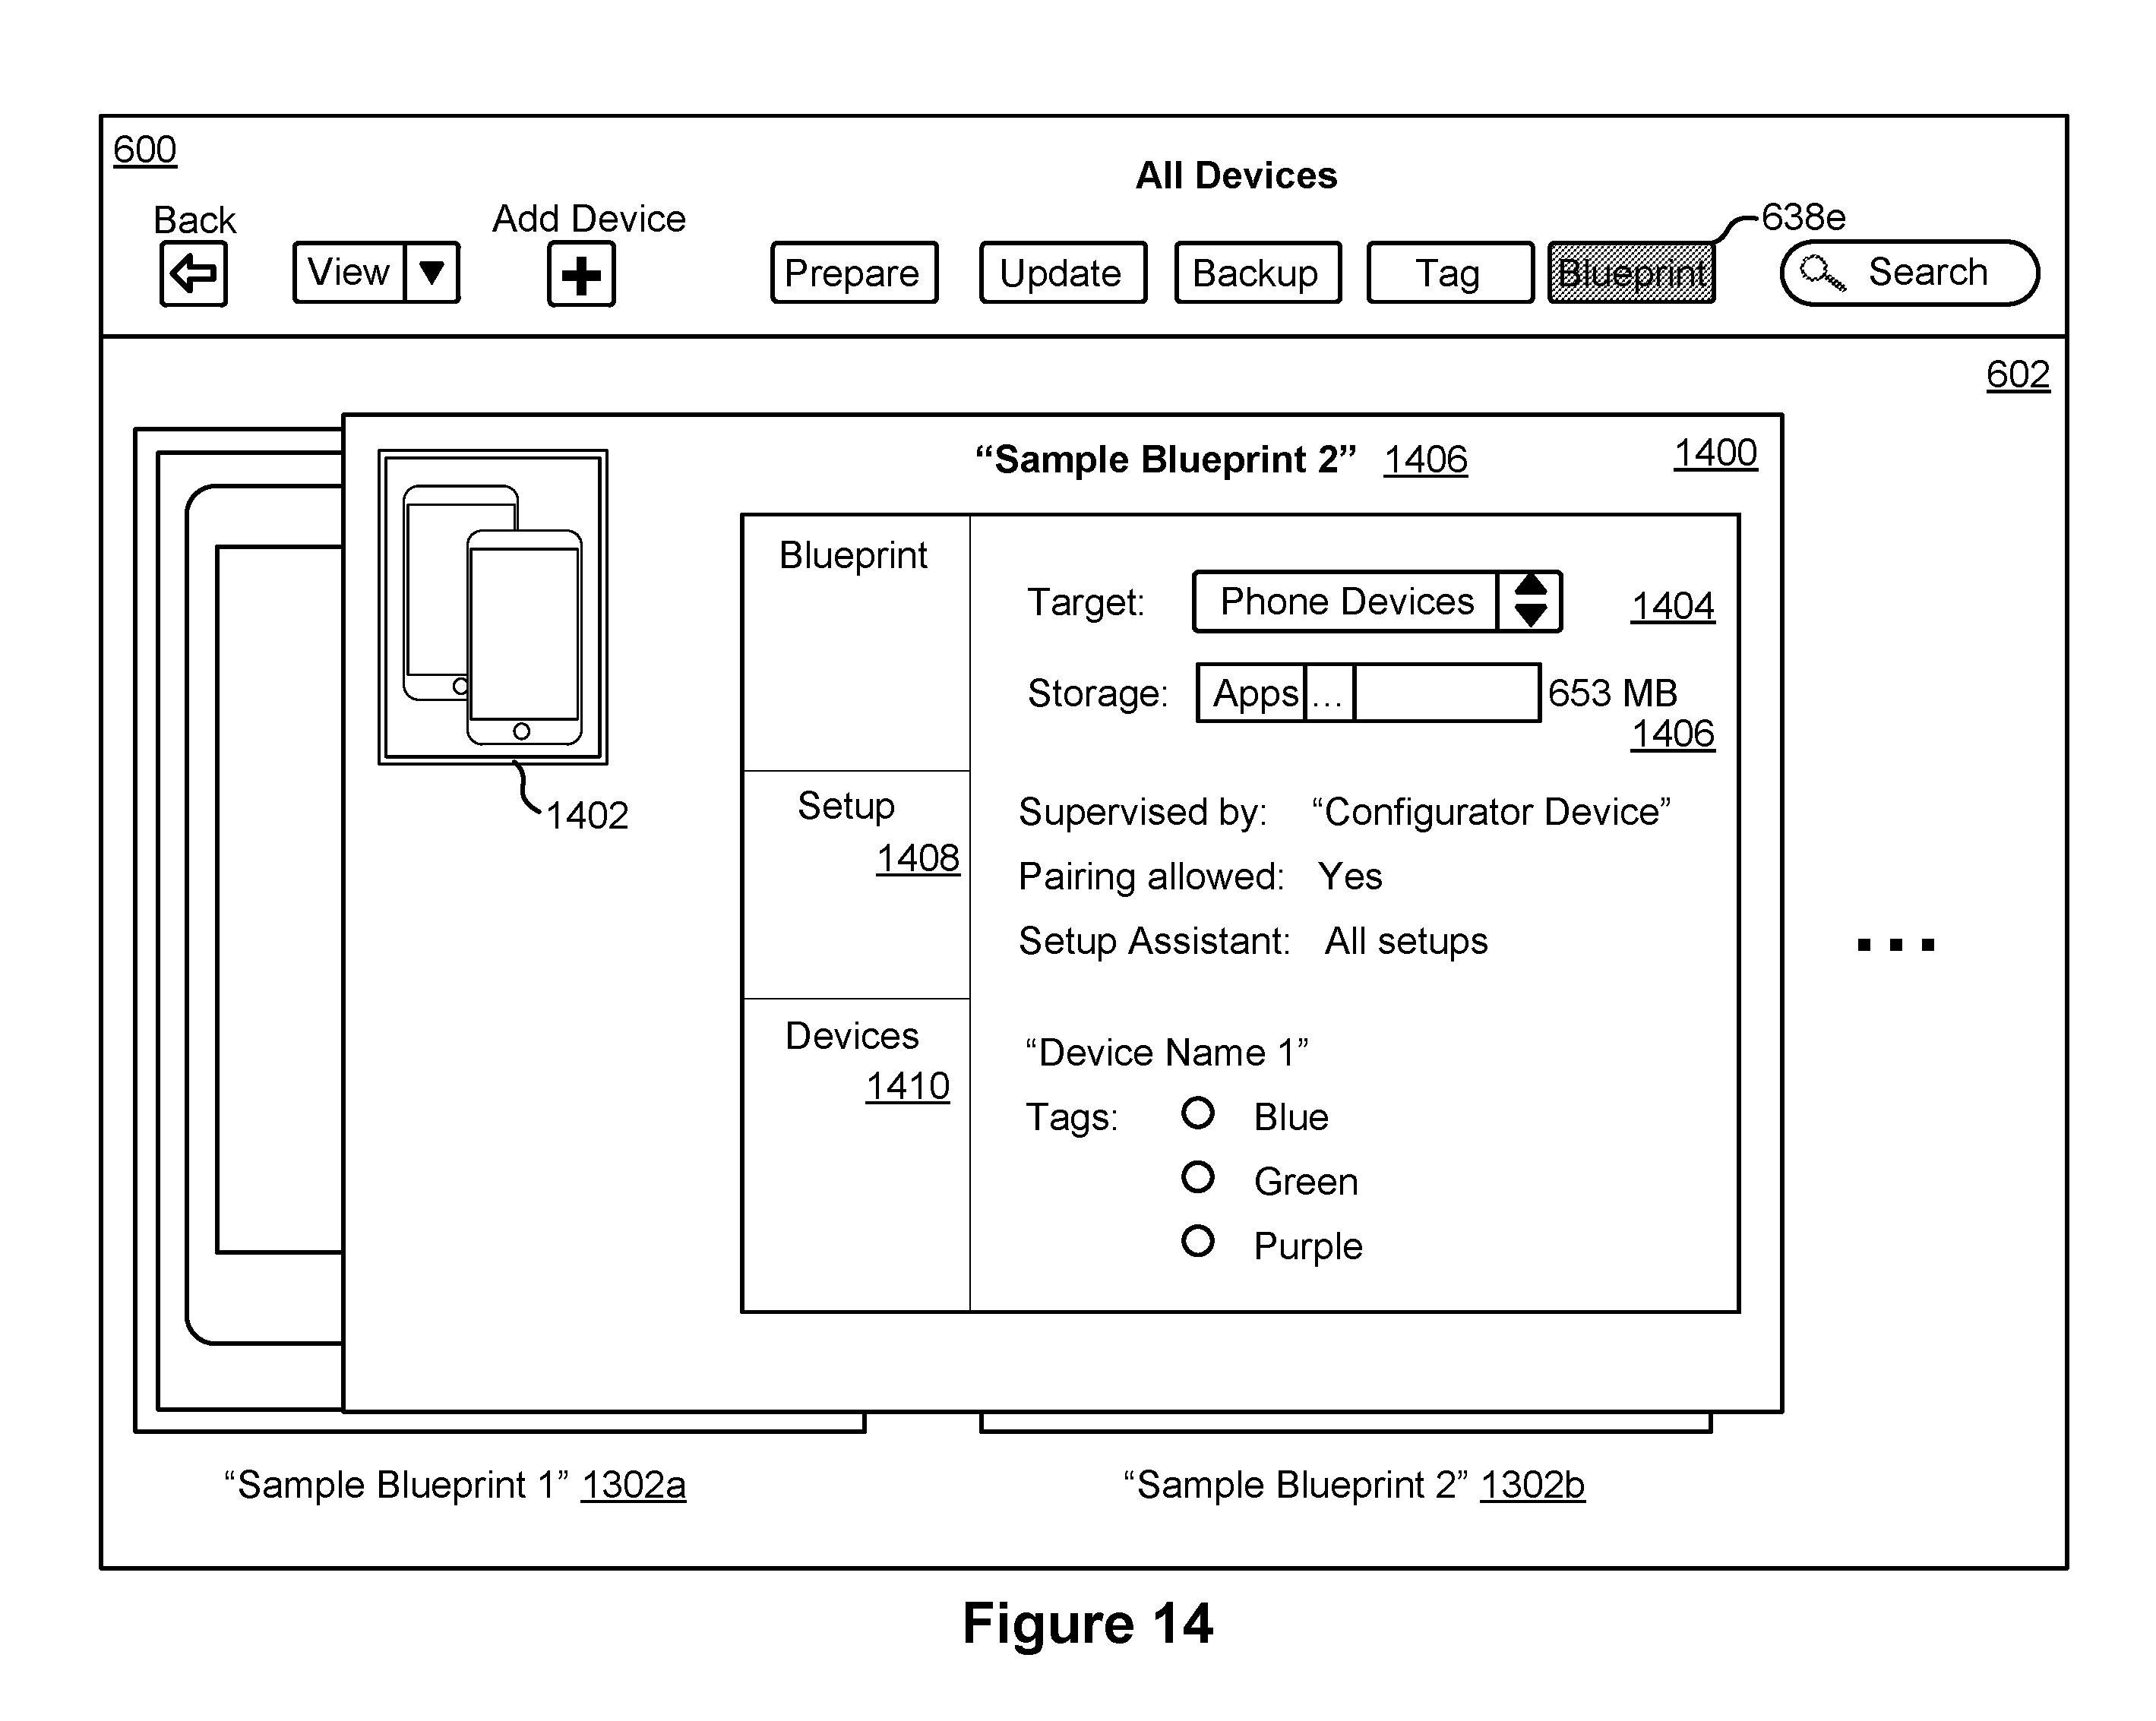 600
All Devices
Back
Add Device
638e
View
Prepare
Update
Backup
Tag
Blueprint
Search
602
“Sample Blueprint 2” 1406
1400
Blueprint
Target: Phone Devices
1404
Storage: Apps ... 653 MB
1406
1402
Setup
1408
Supervised by: “Configurator Device”
Pairing allowed: Yes
Setup Assistant: All setups
Devices
1410
“Device Name 1”
Tags: Blue
Green
Purple
“Sample Blueprint 1” 1302a
“Sample Blueprint 2” 1302b
Figure 14